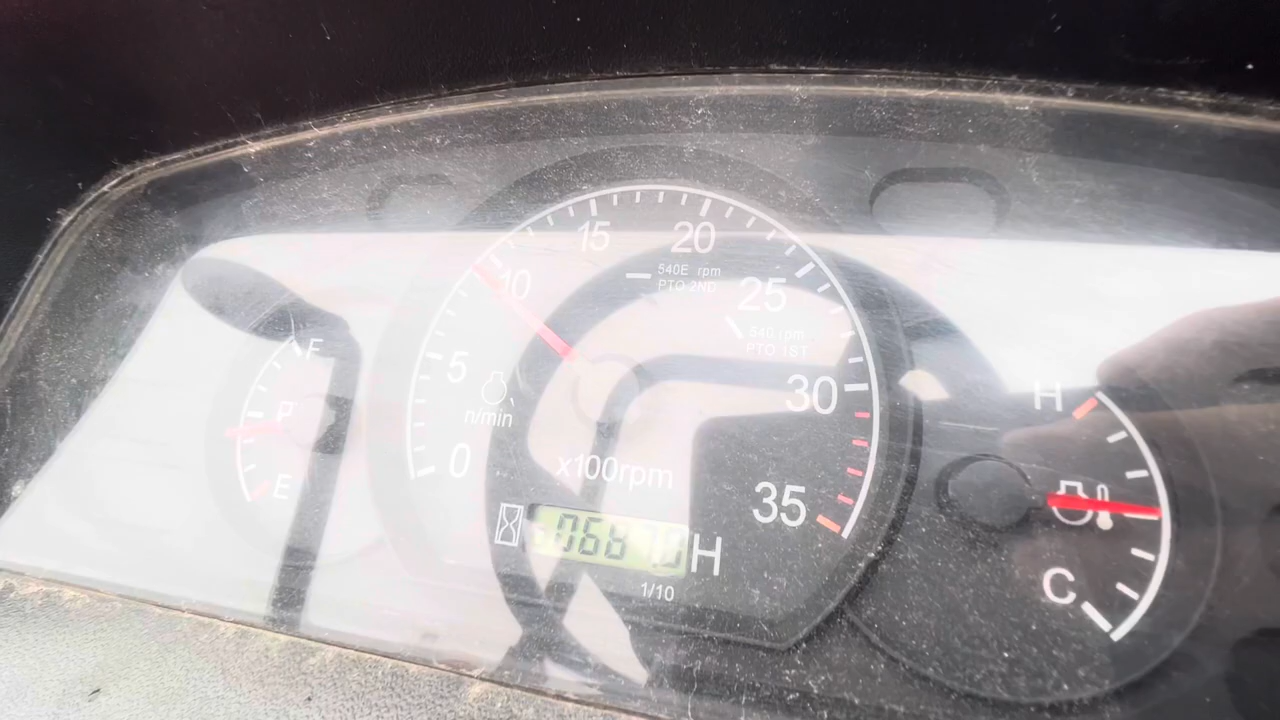 15
20
10
540E rpm
PTO 2ND
25
540 rpm
PTO 1ST
5
30
n/min
0
x100rpm
35
H
1/10
F
P
E
H
C